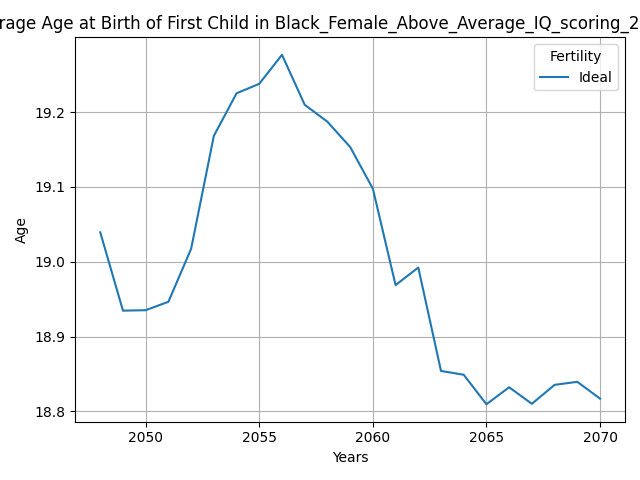 rage Age at Birth of First Child in Black_Female_Above_Average_IQ_scoring_2
Fertility
Ideal
19.2
19.1
19.0
18.9
18.8
Age
2050 2055 2060 2065 2070
Years